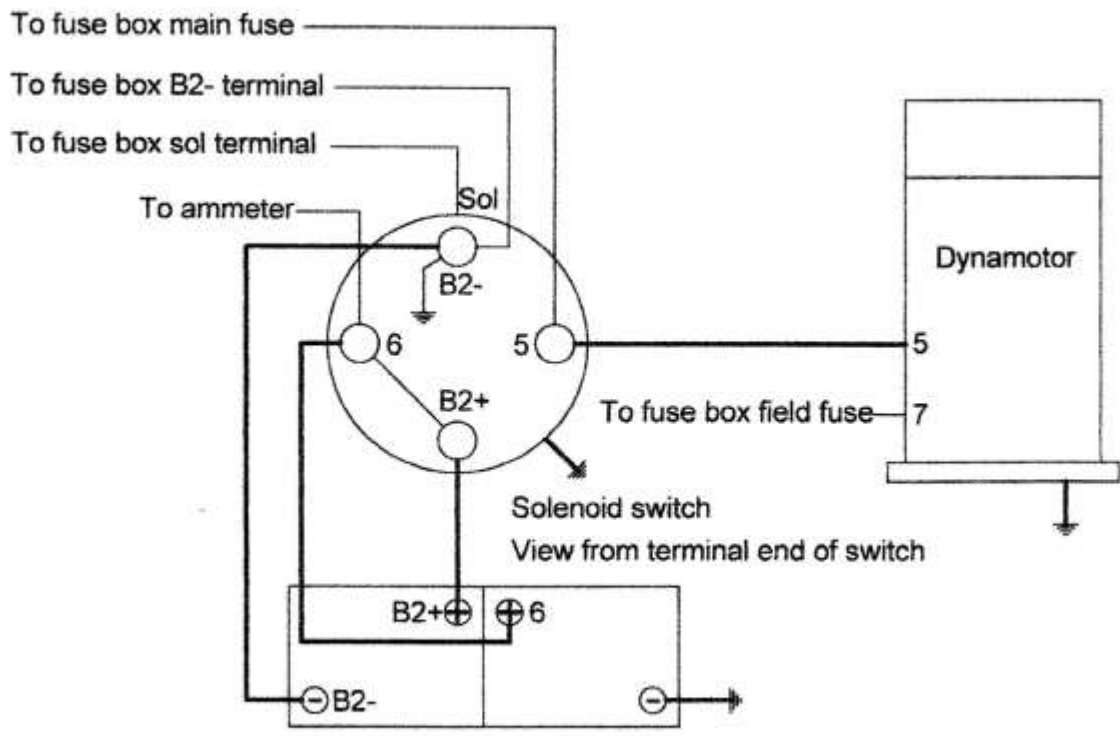 To fuse box main fuse
To fuse box B2- terminal
To fuse box sol terminal
To ammeter
Sol
B2-
6
5
B2+
Dynamotor
5
To fuse box field fuse
7
Solenoid switch
View from terminal end of switch
B2+
6
B2-